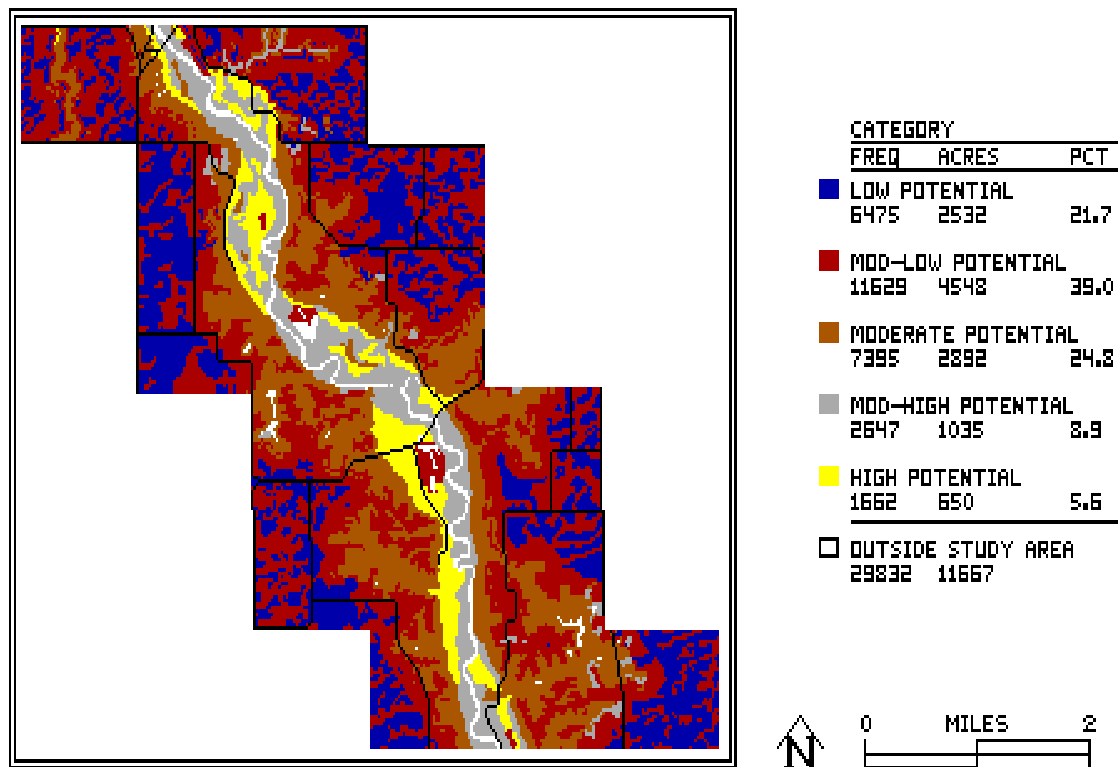 CATEGORY
FREQ ACRES PCT
LOW POTENTIAL
6475 2532 21.7
MOD-LOW POTENTIAL
11629 4548 39.0
MODERATE POTENTIAL
7395 2892 24.8
MOD-HIGH POTENTIAL
2647 1035 8.9
HIGH POTENTIAL
1662 650 5.6
OUTSIDE STUDY AREA
29832 11667
0 MILES 2
N